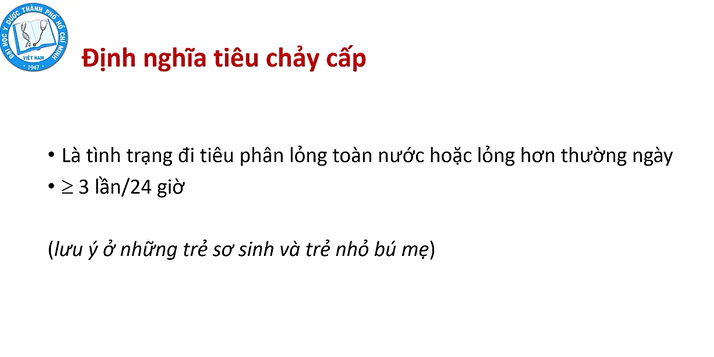 ĐẠI HỌC Y DƯỢC THÀNH PHỐ HỒ CHÍ MINH
VIỆT NAM
1947
Định nghĩa tiêu chảy cấp
• Là tình trạng đi tiêu phân lỏng toàn nước hoặc lỏng hơn thường ngày
• ≥ 3 lần/24 giờ
(lưu ý ở những trẻ sơ sinh và trẻ nhỏ bú mẹ)